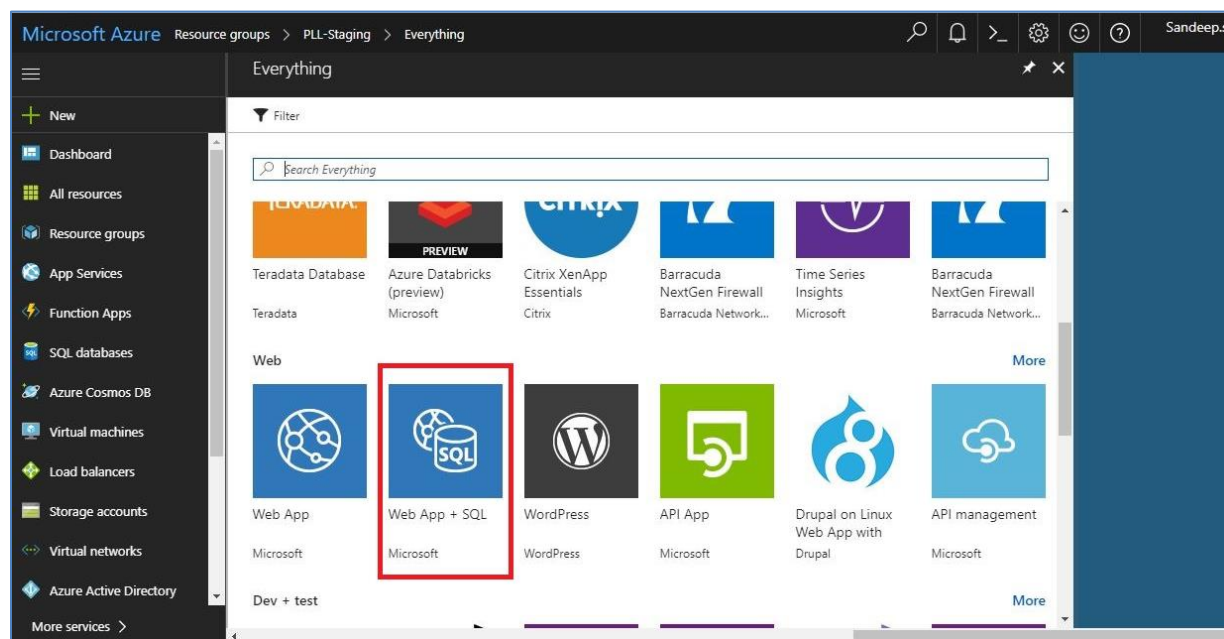 Microsoft Azure Resource groups > PLL-Staging > Everything
Sandeep.s
Everything
New
Filter
Dashboard
Search Everything
All resources
TERADATA.
CITRIX
Resource groups
PREVIEW
App Services
Teradata Database
Azure Databricks
(preview)
Citrix XenApp
Essentials
Barracuda
NextGen Firewall
Time Series
Insights
Barracuda
NextGen Firewall
Function Apps
Teradata
Microsoft
Citrix
Barracuda Network...
Microsoft
Barracuda Network...
SQL databases
Web
More
Azure Cosmos DB
Virtual machines
SQL
Load balancers
Storage accounts
Web App
Web App + SQL
WordPress
API App
Drupal on Linux
Web App with
API management
Virtual networks
Microsoft
Microsoft
WordPress
Microsoft
Drupal
Microsoft
Azure Active Directory
Dev + test
More
More services >